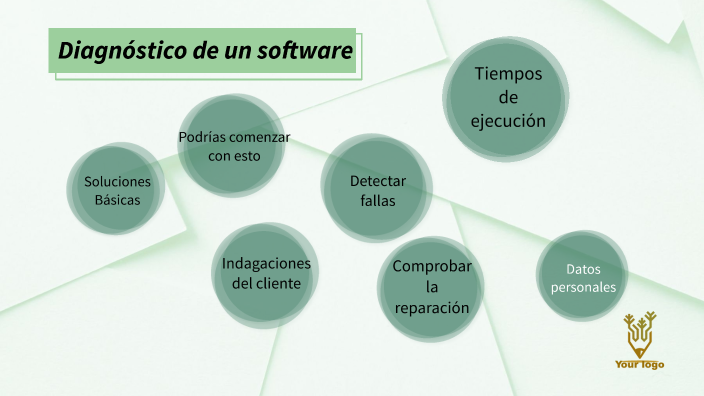 Diagnóstico de un software
Tiempos
de
ejecución
Podrías comenzar
con esto
Soluciones
Básicas
Detectar
fallas
Indagaciones
del cliente
Comprobar
la
reparación
Datos
personales
Your logo